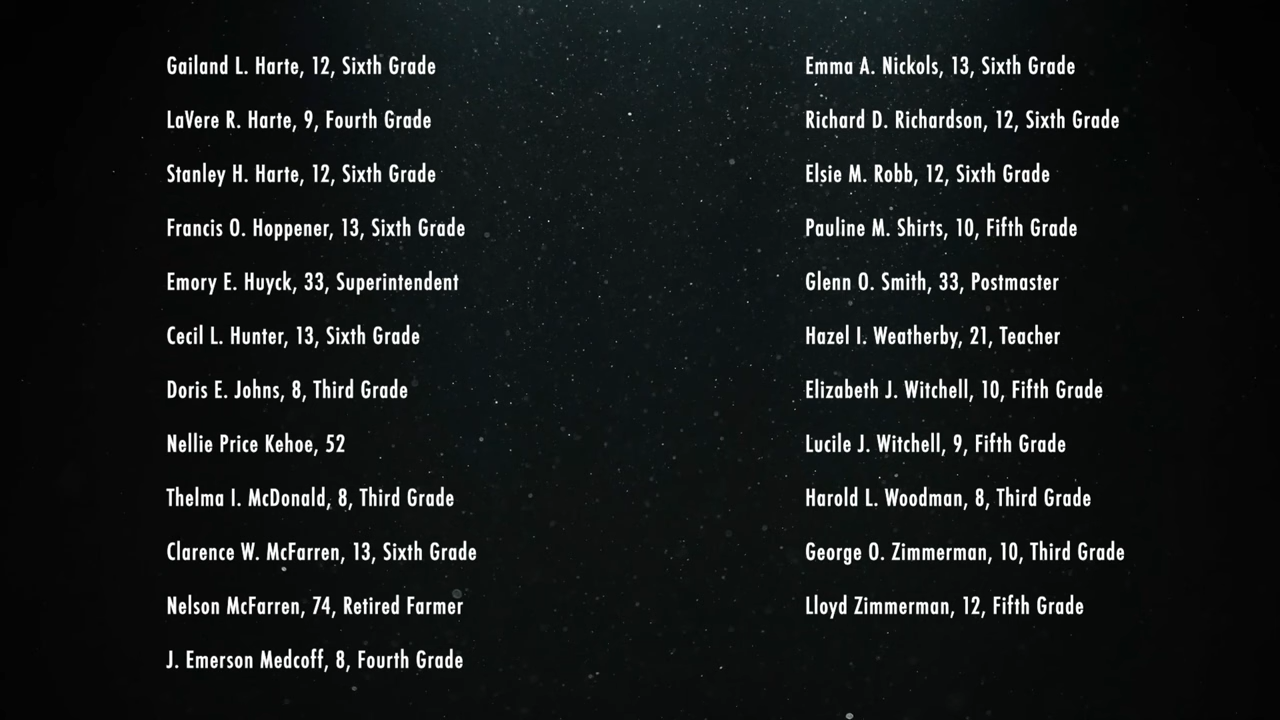 Gailand L. Harte, 12, Sixth Grade
LaVere R. Harte, 9, Fourth Grade
Stanley H. Harte, 12, Sixth Grade
Francis O. Hoppener, 13, Sixth Grade
Emory E. Huyck, 33, Superintendent
Cecil L. Hunter, 13, Sixth Grade
Doris E. Johns, 8, Third Grade
Nellie Price Kehoe, 52
Thelma I. McDonald, 8, Third Grade
Clarence W. McFarren, 13, Sixth Grade
Nelson McFarren, 74, Retired Farmer
J. Emerson Medcoff, 8, Fourth Grade
Emma A. Nickols, 13, Sixth Grade
Richard D. Richardson, 12, Sixth Grade
Elsie M. Robb, 12, Sixth Grade
Pauline M. Shirts, 10, Fifth Grade
Glenn O. Smith, 33, Postmaster
Hazel I. Weatherby, 21, Teacher
Elizabeth J. Witchell, 10, Fifth Grade
Lucile J. Witchell, 9, Fifth Grade
Harold L. Woodman, 8, Third Grade
George O. Zimmerman, 10, Third Grade
Lloyd Zimmerman, 12, Fifth Grade